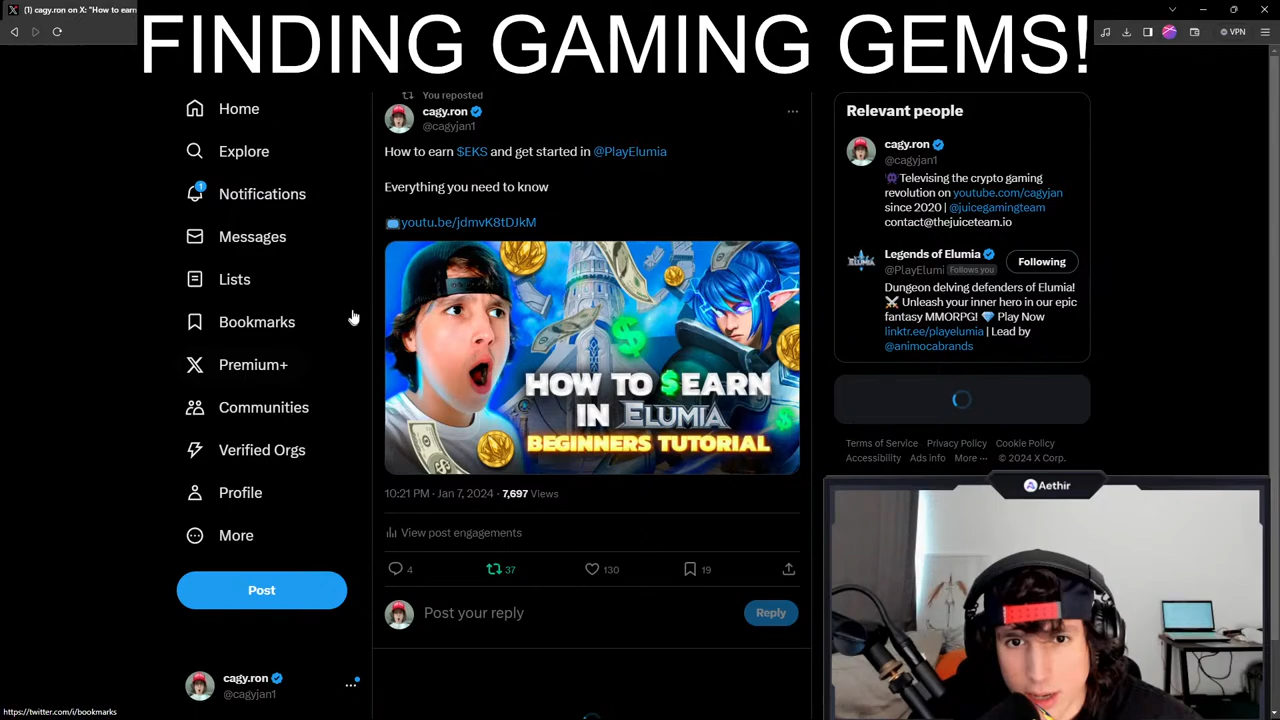 (1) cagy.ron on X: "How to earn
FINDING GAMING GEMS!
VPN
Home
Explore
1
Notifications
Messages
Lists
Bookmarks
Premium+
Communities
Verified Orgs
Profile
More
Post
cagy.ron
@cagyjan1
https://twitter.com/i/bookmarks
You reposted
cagy.ron
@cagyjan1
How to earn $EKS and get started in @PlayElumia
Everything you need to know
youtu.be/jdmvK8tDJkM
HOW TO $EARN
IN ELUMIA
BEGINNERS TUTORIAL
10:21 PM · Jan 7, 2024 · 7,697 Views
View post engagements
4 37 130 19
Post your reply
Reply
Relevant people
cagy.ron
@cagyjan1
Televising the crypto gaming
revolution on youtube.com/cagyjan
since 2020 | @juicegamingteam
contact@thejuiceteam.io
Legends of Elumia
@PlayElumi Follows you
Following
Dungeon delving defenders of Elumia!
Unleash your inner hero in our epic
fantasy MMORPG! Play Now
linktr.ee/playelumia | Lead by
@animocabrands
Terms of Service Privacy Policy Cookie Policy
Accessibility Ads info More ··· © 2024 X Corp.
Aethir